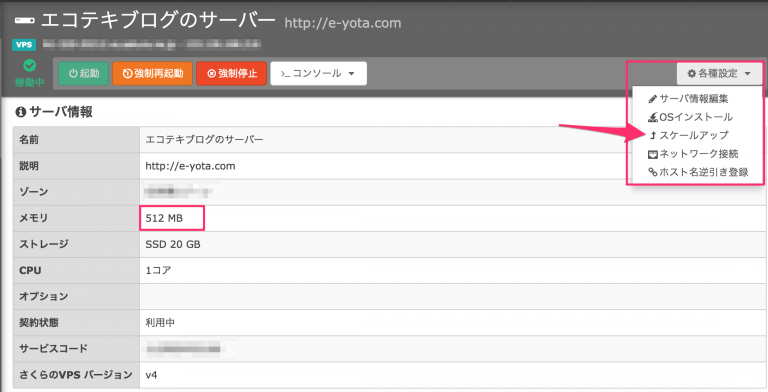 エコテキブログのサーバー http://e-yota.com
VPS
稼動中
起動 強制再起動 強制停止 >_コンソール 各種設定
サーバ情報編集
OSインストール
スケールアップ
ネットワーク接続
ホスト名逆引き登録
サーバ情報
名前 エコテキブログのサーバー
説明 http://e-yota.com
ゾーン
メモリ 512 MB
ストレージ SSD 20 GB
CPU 1コア
オプション
契約状態 利用中
サービスコード
さくらのVPS バージョン v4